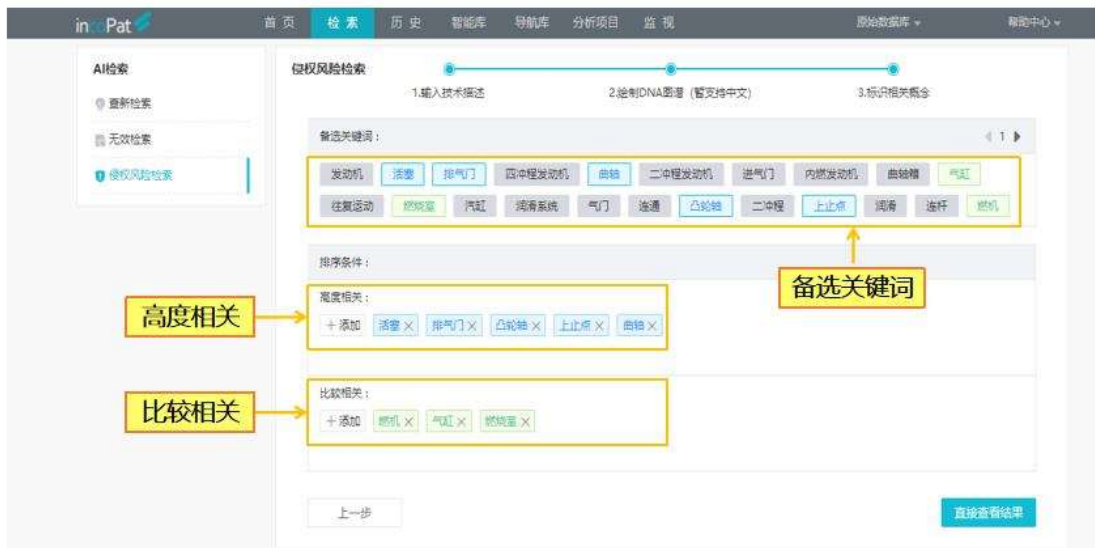 incoPat 首页 检索 历史 智能库 导航库 分析项目 监视 原始数据库 帮助中心
AI检索
重新检索
无效检索
侵权风险检索
侵权风险检索
1.输入技术描述 2.绘制DNA图谱(暂支持中文) 3.标识相关概念
备选关键词: 1
发动机 活塞 排气门 四冲程发动机 曲轴 二冲程发动机 进气门 内燃发动机 曲轴箱 气缸
往复运动 燃烧室 汽缸 润滑系统 气门 连通 凸轮轴 二冲程 上止点 润滑 连杆 燃机
备选关键词
排序条件:
高度相关
高度相关:
+添加 活塞× 排气门× 凸轮轴× 上止点× 曲轴×
比较相关
比较相关:
+添加 燃机× 气缸× 燃烧室×
上一步 直接查看结果